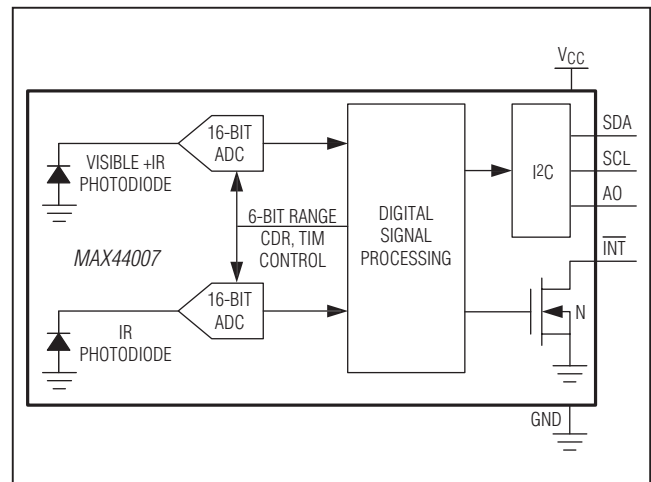 VCC
VISIBLE +IR
PHOTODIODE
16-BIT
ADC
6-BIT RANGE
CDR, TIM
CONTROL
MAX44007
IR
PHOTODIODE
16-BIT
ADC
DIGITAL
SIGNAL
PROCESSING
I2C
SDA
SCL
AO
INT
N
GND